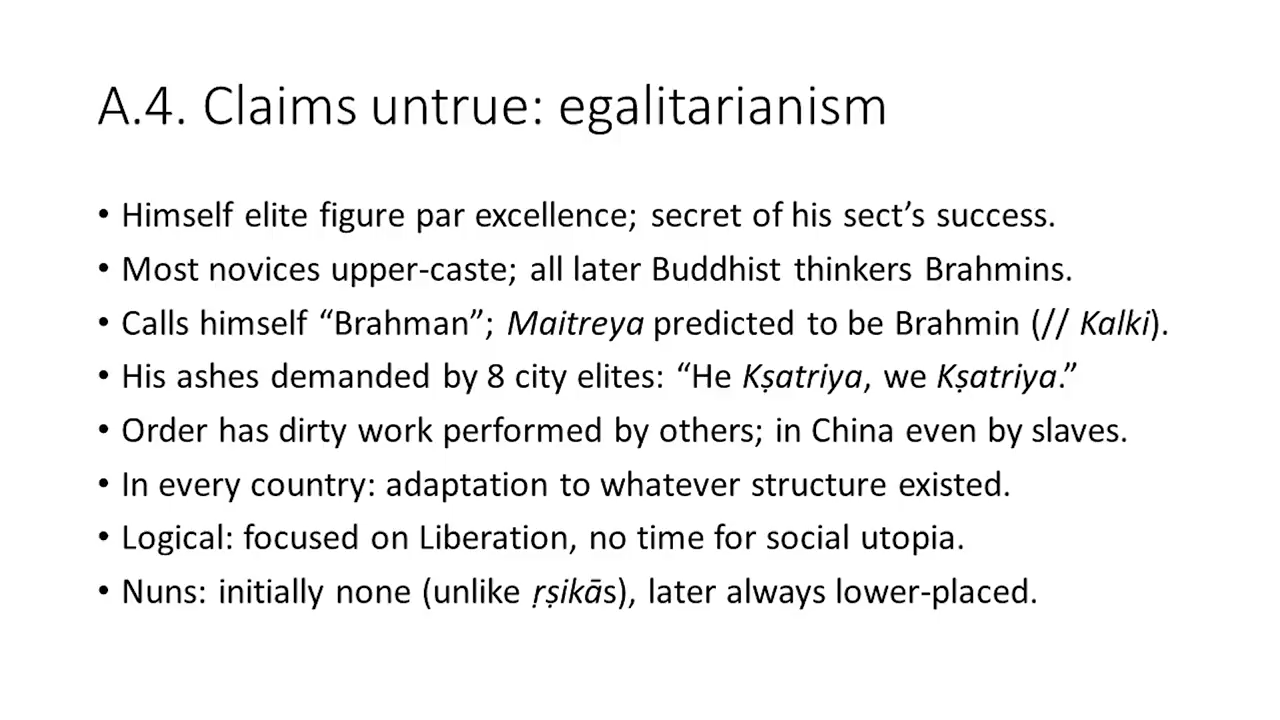 A.4. Claims untrue: egalitarianism
• Himself elite figure par excellence; secret of his sect’s success.
• Most novices upper-caste; all later Buddhist thinkers Brahmins.
• Calls himself “Brahman”; Maitreya predicted to be Brahmin (// Kalki).
• His ashes demanded by 8 city elites: “He Kṣatriya, we Kṣatriya.”
• Order has dirty work performed by others; in China even by slaves.
• In every country: adaptation to whatever structure existed.
• Logical: focused on Liberation, no time for social utopia.
• Nuns: initially none (unlike ṛṣikās), later always lower-placed.